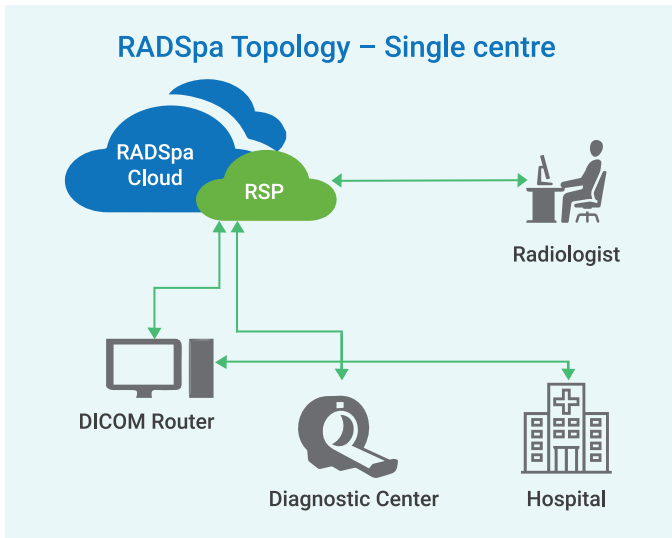 RADSpa Topology – Single centre
RADSpa
Cloud
RSP
Radiologist
DICOM Router
Diagnostic Center
Hospital